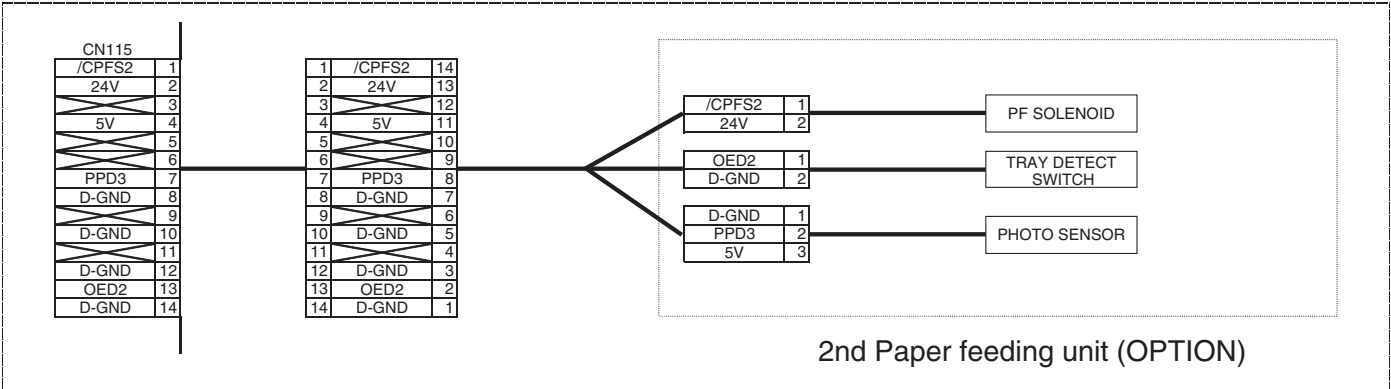 CN115
/CPFS2 1
24V 2
3
5V 4
5
6
PPD3 7
D-GND 8
9
D-GND 10
11
D-GND 12
OED2 13
D-GND 14
1 /CPFS2 14
2 24V 13
3 12
4 5V 11
5 10
6 9
7 PPD3 8
8 D-GND 7
9 6
10 D-GND 5
11 4
12 D-GND 3
13 OED2 2
14 D-GND 1
/CPFS2 1
24V 2
PF SOLENOID
OED2 1
D-GND 2
TRAY DETECT
SWITCH
D-GND 1
PPD3 2
5V 3
PHOTO SENSOR
2nd Paper feeding unit (OPTION)